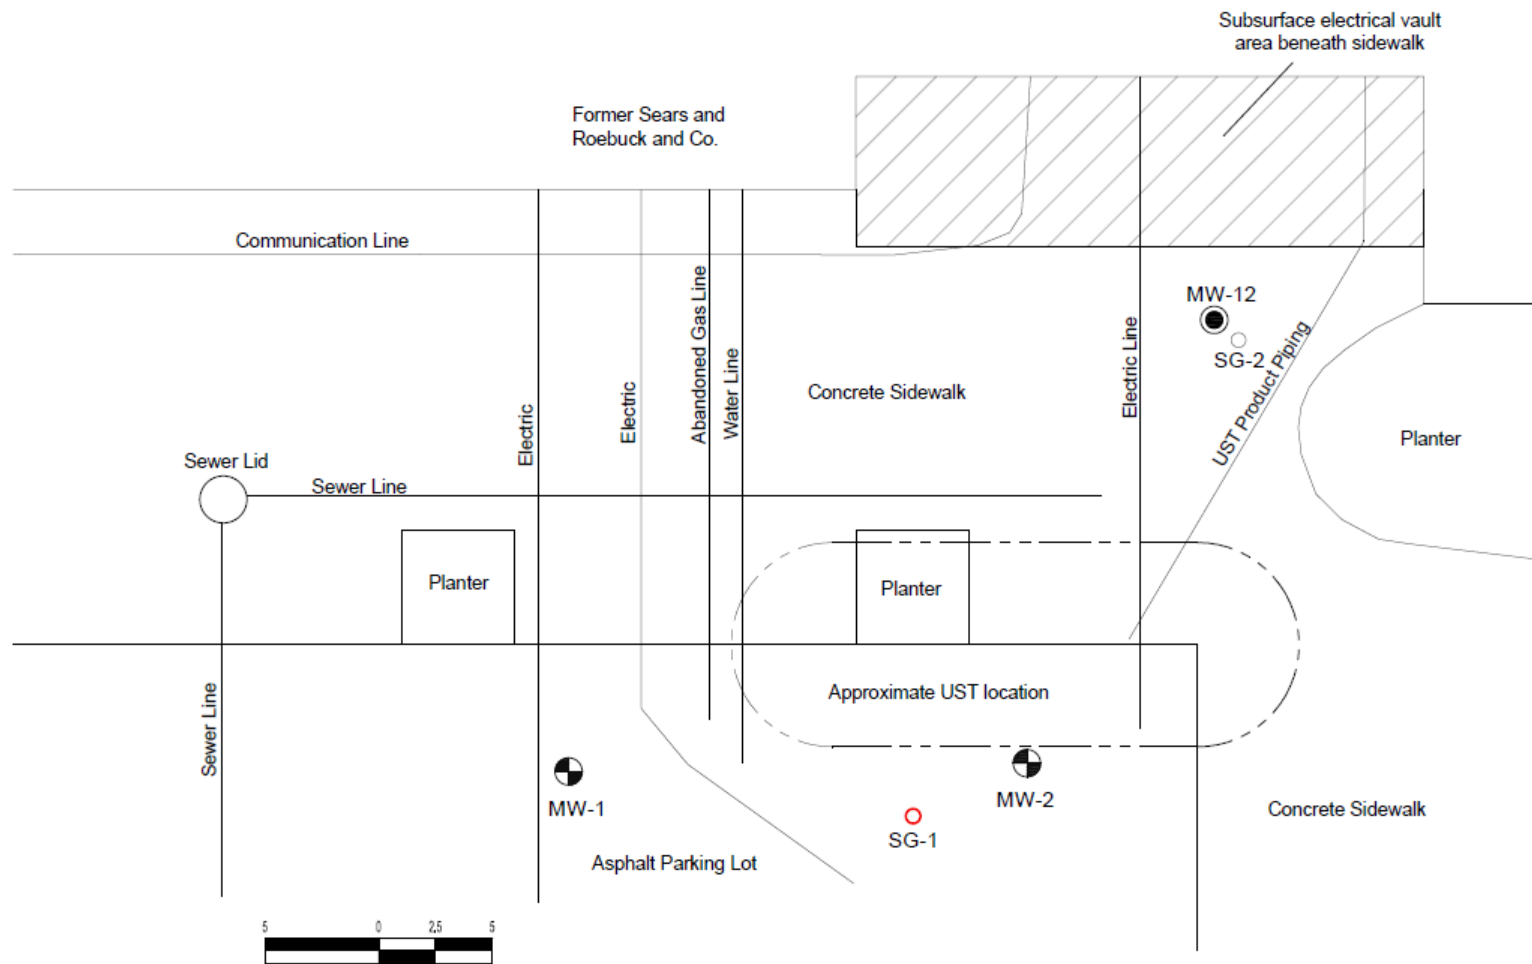 Subsurface electrical vault
area beneath sidewalk
Former Sears and
Roebuck and Co.
Communication Line
MW-12
SG-2
Abandoned Gas Line
Water Line
Electric Line
UST Product Piping
Electric
Electric
Concrete Sidewalk
Planter
Sewer Lid
Sewer Line
Planter
Planter
Approximate UST location
Sewer Line
MW-1
MW-2
SG-1
Concrete Sidewalk
Asphalt Parking Lot
5 0 2.5 5